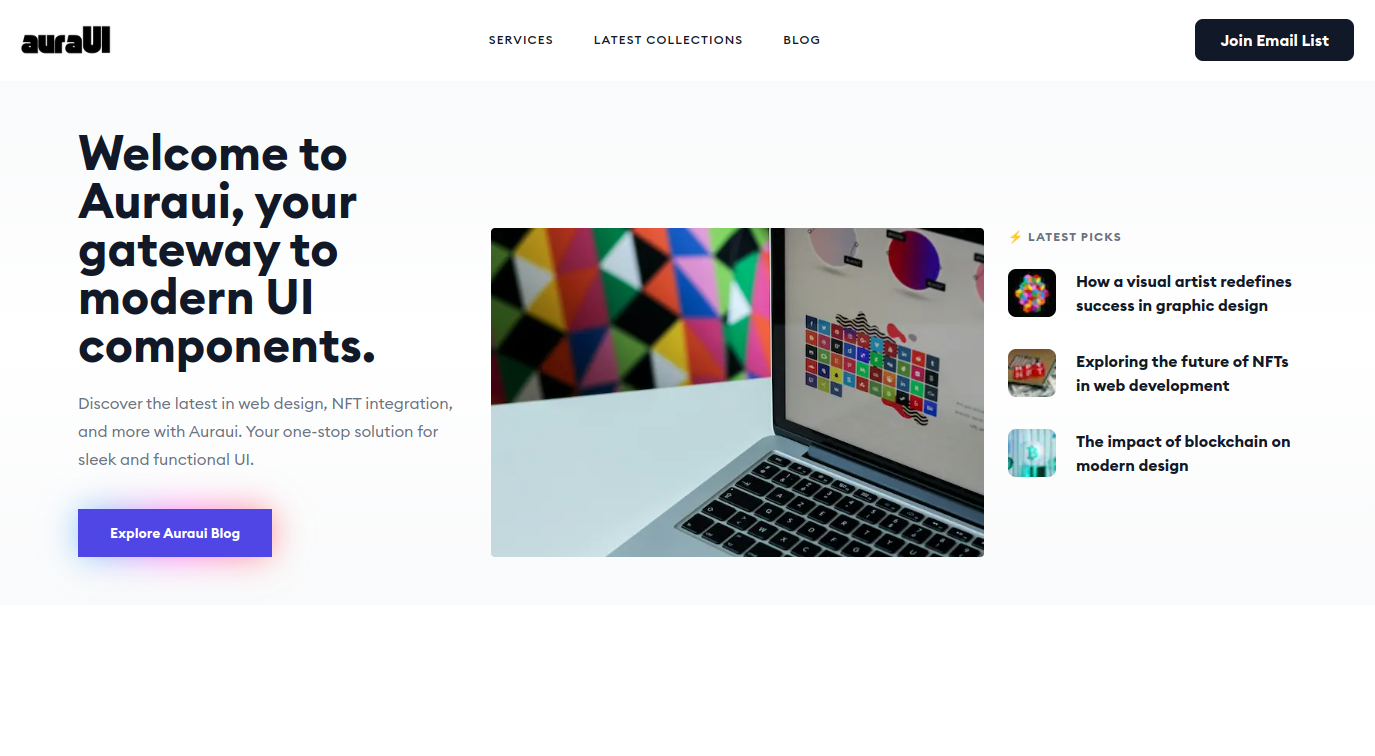 auraUI
SERVICES
LATEST COLLECTIONS
BLOG
Join Email List
Welcome to
Auraui, your
gateway to
modern UI
components.
Discover the latest in web design, NFT integration,
and more with Auraui. Your one-stop solution for
sleek and functional UI.
Explore Auraui Blog
⚡ LATEST PICKS
How a visual artist redefines
success in graphic design
Exploring the future of NFTs
in web development
The impact of blockchain on
modern design